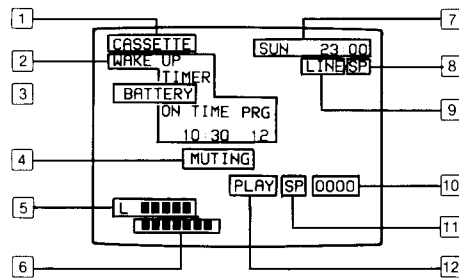 1
CASSETTE
7
SUN 23:00
2
WAKE UP
TIMER
LINE SP
8
3
BATTERY
9
ON TIME PRG
10:30 12
4
MUTING
PLAY SP 0000
10
5
L
11
6
12